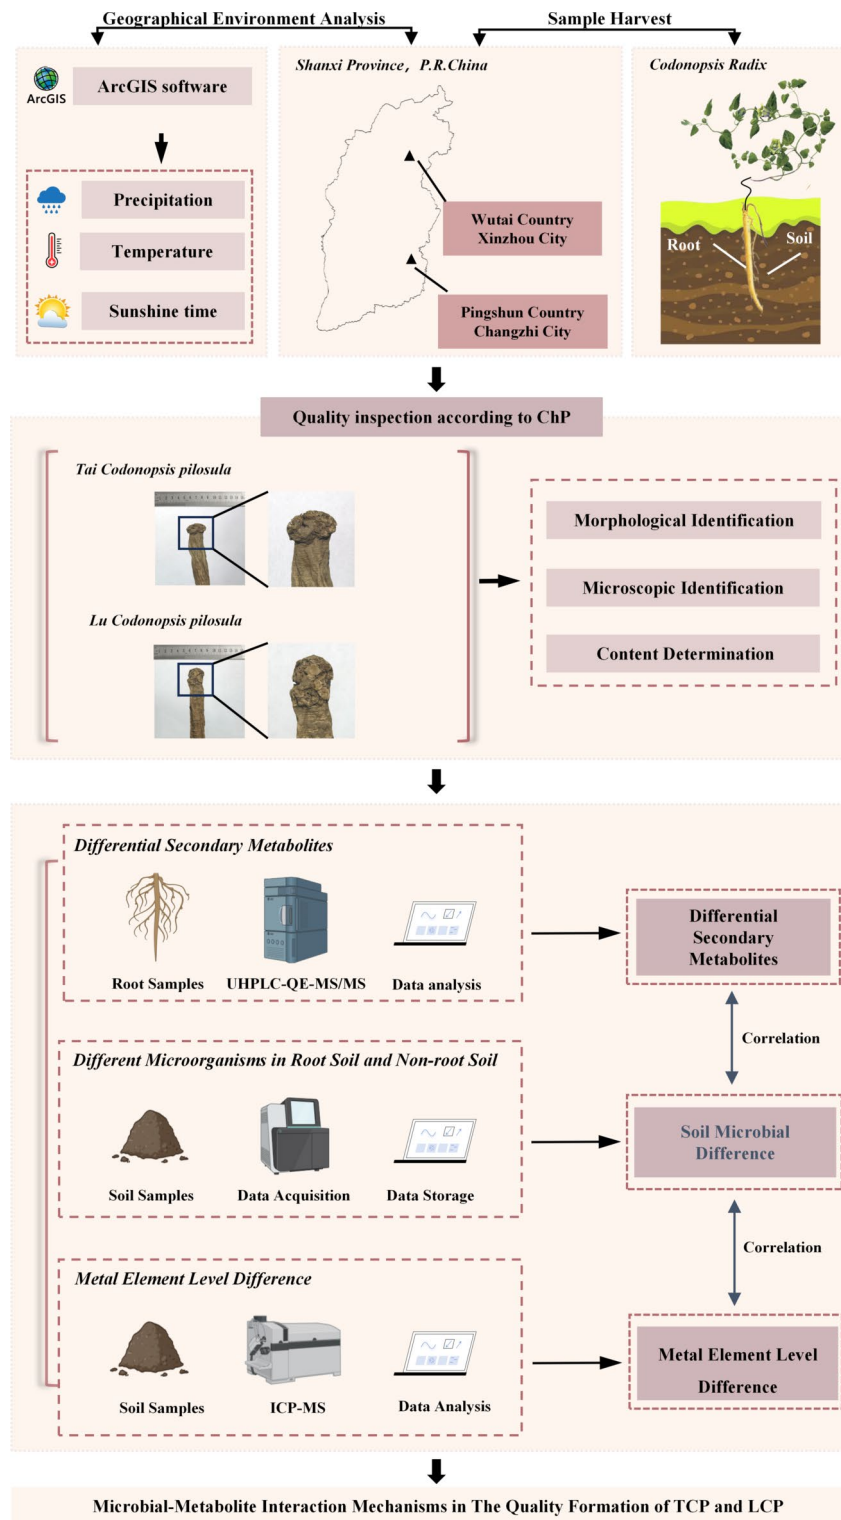 Geographical Environment Analysis
Sample Harvest
ArcGIS
ArcGIS software
Precipitation
Temperature
Sunshine time
Shanxi Province, P.R.China
Wutai Country
Xinzhou City
Pingshun Country
Changzhi City
Codonopsis Radix
Root
Soil
Quality inspection according to ChP
Tai Codonopsis pilosula
Lu Codonopsis pilosula
Morphological Identification
Microscopic Identification
Content Determination
Differential Secondary Metabolites
Root Samples
UHPLC-QE-MS/MS
Data analysis
Differential
Secondary
Metabolites
Correlation
Different Microorganisms in Root Soil and Non-root Soil
Soil Samples
Data Acquisition
Data Storage
Soil Microbial
Difference
Correlation
Metal Element Level Difference
Soil Samples
ICP-MS
Data Analysis
Metal Element Level
Difference
Microbial-Metabolite Interaction Mechanisms in The Quality Formation of TCP and LCP